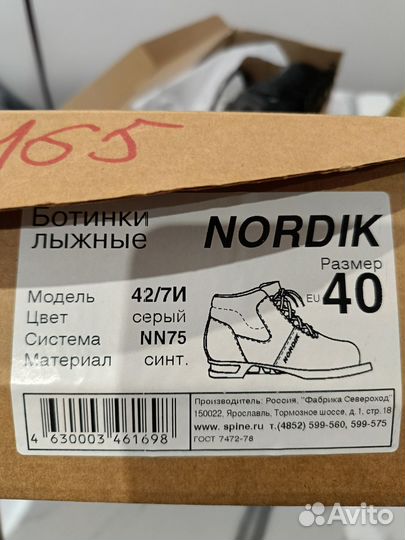 165
Ботинки
лыжные
NORDIK
Размер
EU 40
Модель 42/7И
Цвет серый
Система NN75
Материал синт.
NORDIK
4 630003 461698
Производитель: Россия, "Фабрика Североход"
150022, Ярославль, Тормозное шоссе, д.1, стр.18
www.spine.ru т.(4852) 599-560, 599-575
ГОСТ 7472-78
Avito